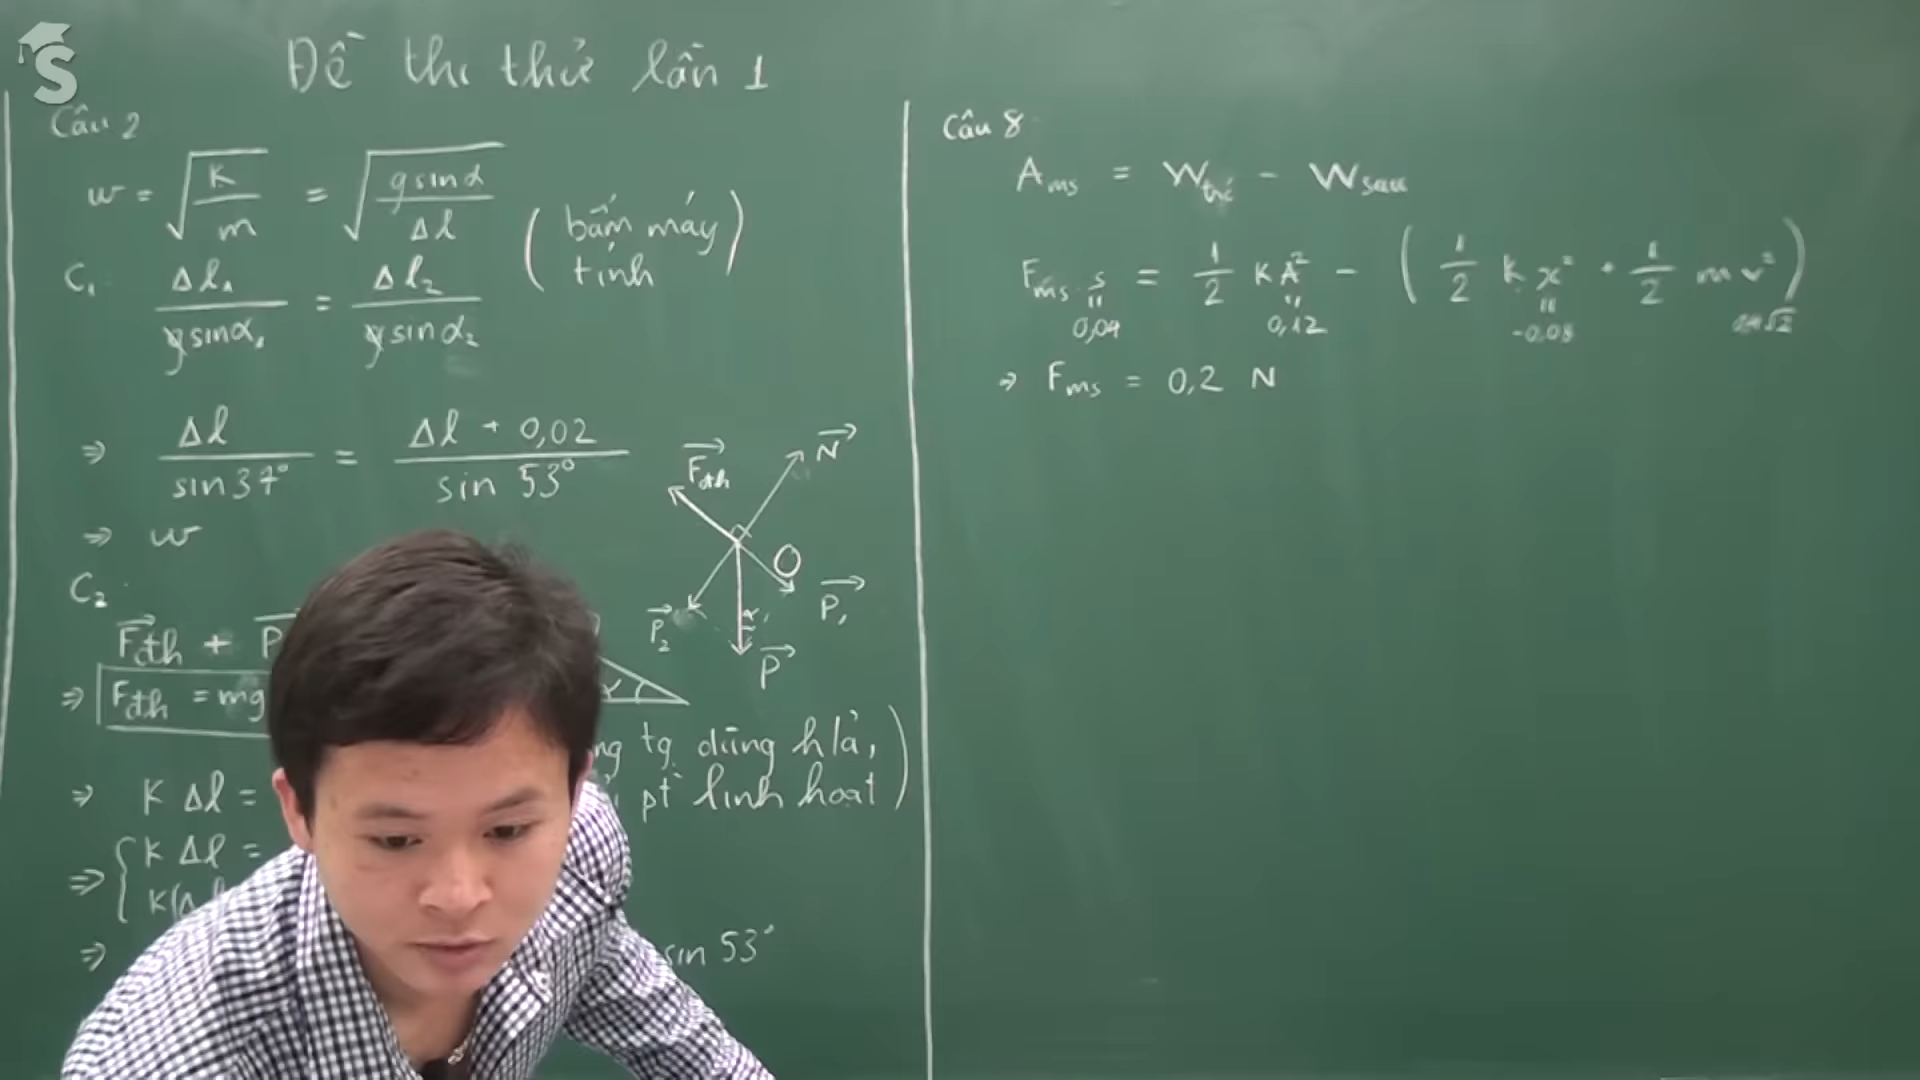 S
Đề thi thử lần 1
Câu 2
w = √(K/m) = √(g sinα/Δl) (bấm máy tính)
C₁: Δl₁/(g sinα₁) = Δl₂/(g sinα₂)
⇒ Δl/sin37° = (Δl + 0,02)/sin 53°
⇒ w
C₂:
F⃗đh + P⃗
⇒ Fđh = mg
⇒ K Δl =
tq dùng hlà,
pt linh hoạt)
⇒ { K Δl =
K(Δl
⇒ sin 53°
F⃗đh
N⃗
O
P⃗₁
P⃗₂
α
P⃗
α
Câu 8
Ams = Wtrc - Wsau
Fms.s = 1/2 KA² - (1/2 kx² + 1/2 mv²)
" " "
0,04 0,12 -0,08
⇒ Fms = 0,2 N